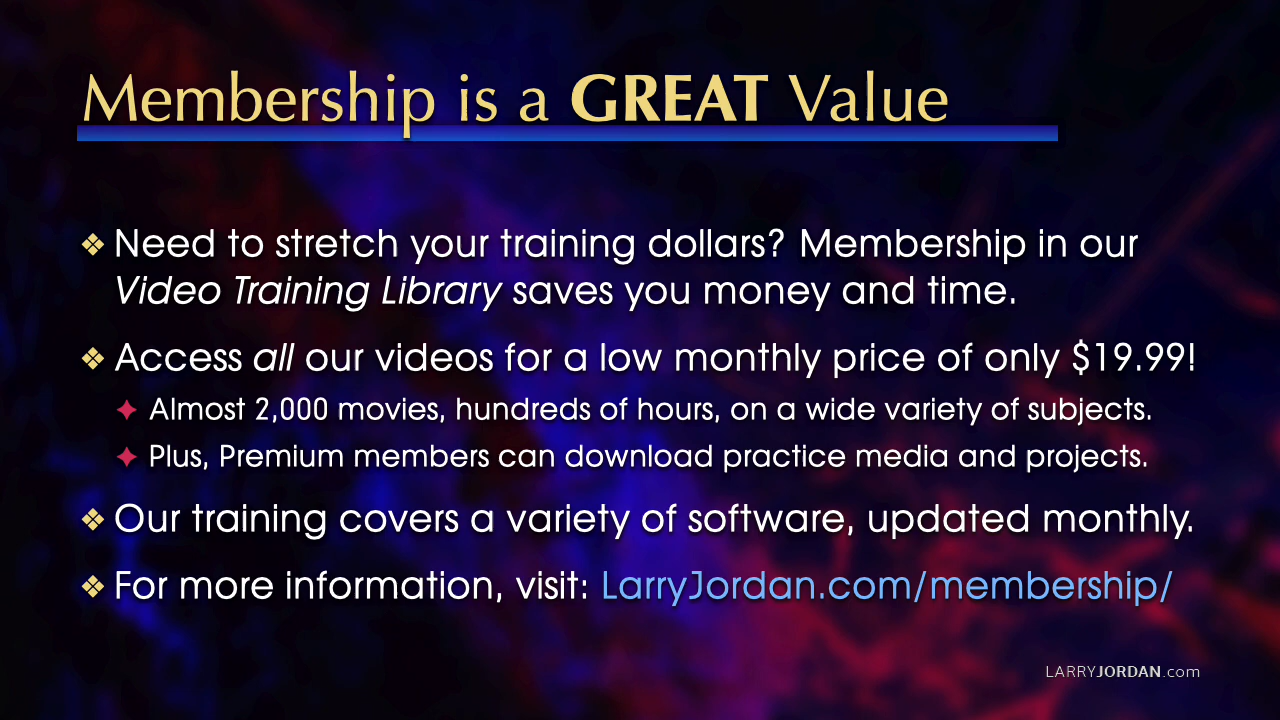 Membership is a GREAT Value
❖ Need to stretch your training dollars? Membership in our
Video Training Library saves you money and time.
❖ Access all our videos for a low monthly price of only $19.99!
✦ Almost 2,000 movies, hundreds of hours, on a wide variety of subjects.
✦ Plus, Premium members can download practice media and projects.
❖ Our training covers a variety of software, updated monthly.
❖ For more information, visit: LarryJordan.com/membership/
LARRYJORDAN.com